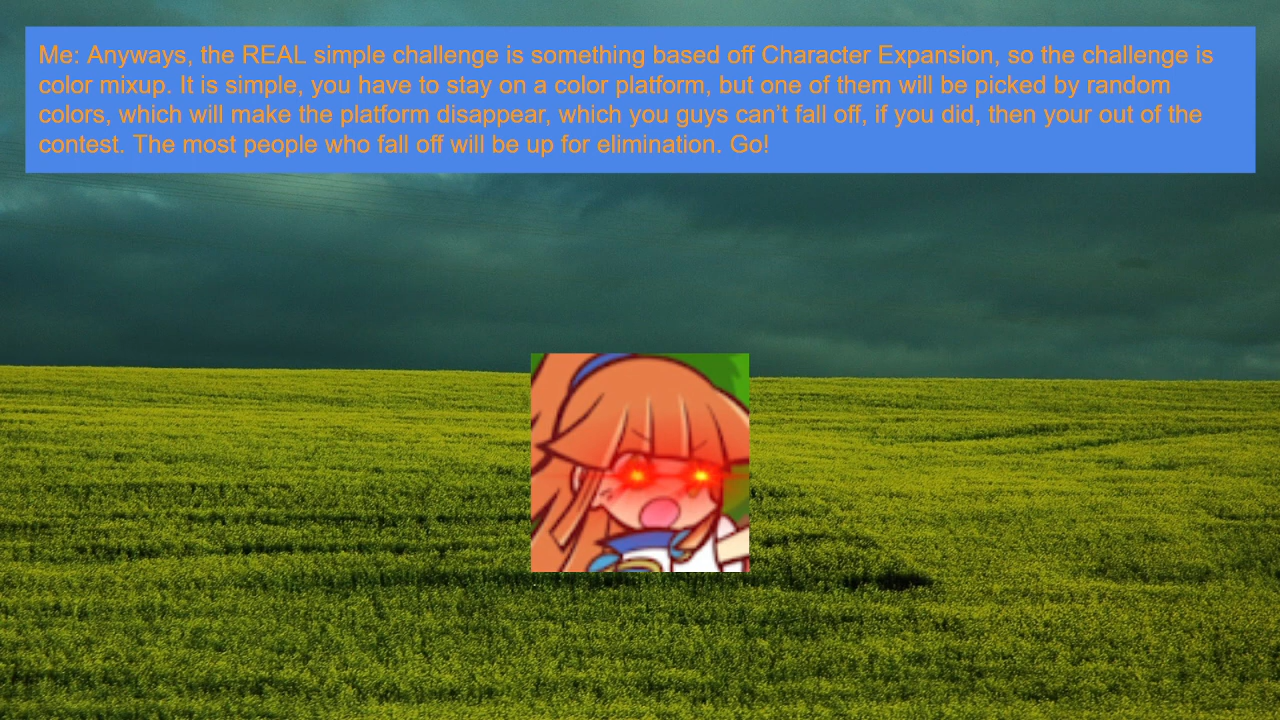 Me: Anyways, the REAL simple challenge is something based off Character Expansion, so the challenge is
color mixup. It is simple, you have to stay on a color platform, but one of them will be picked by random
colors, which will make the platform disappear, which you guys can’t fall off, if you did, then your out of the
contest. The most people who fall off will be up for elimination. Go!